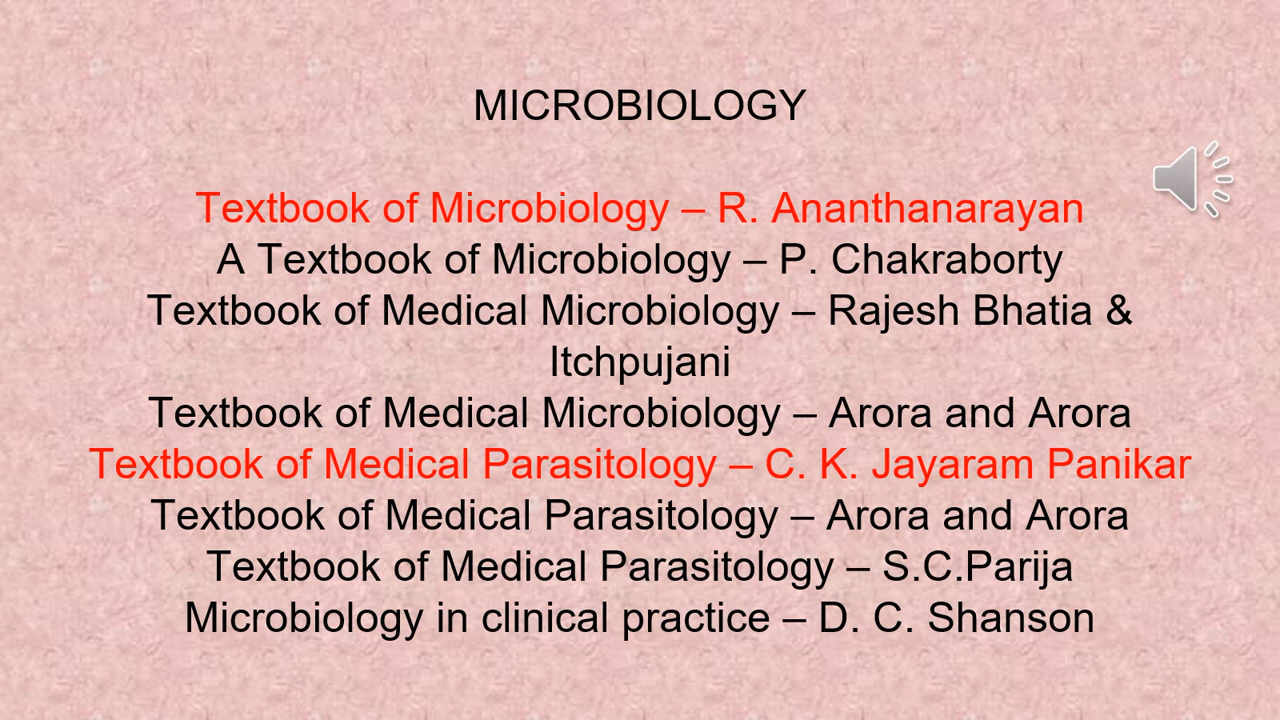 MICROBIOLOGY
Textbook of Microbiology – R. Ananthanarayan
A Textbook of Microbiology – P. Chakraborty
Textbook of Medical Microbiology – Rajesh Bhatia &
Itchpujani
Textbook of Medical Microbiology – Arora and Arora
Textbook of Medical Parasitology – C. K. Jayaram Panikar
Textbook of Medical Parasitology – Arora and Arora
Textbook of Medical Parasitology – S.C.Parija
Microbiology in clinical practice – D. C. Shanson